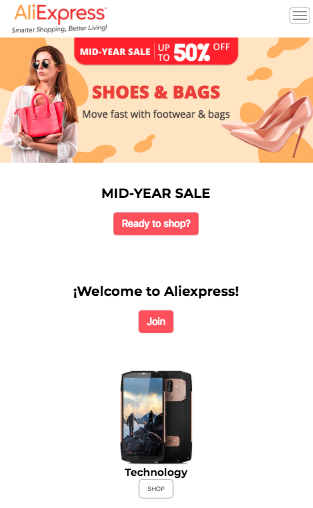 AliExpress
Smarter Shopping, Better Living!
MID-YEAR SALE UP TO 50% OFF
SHOES & BAGS
Move fast with footwear & bags
MID-YEAR SALE
Ready to shop?
¡Welcome to Aliexpress!
Join
Technology
SHOP